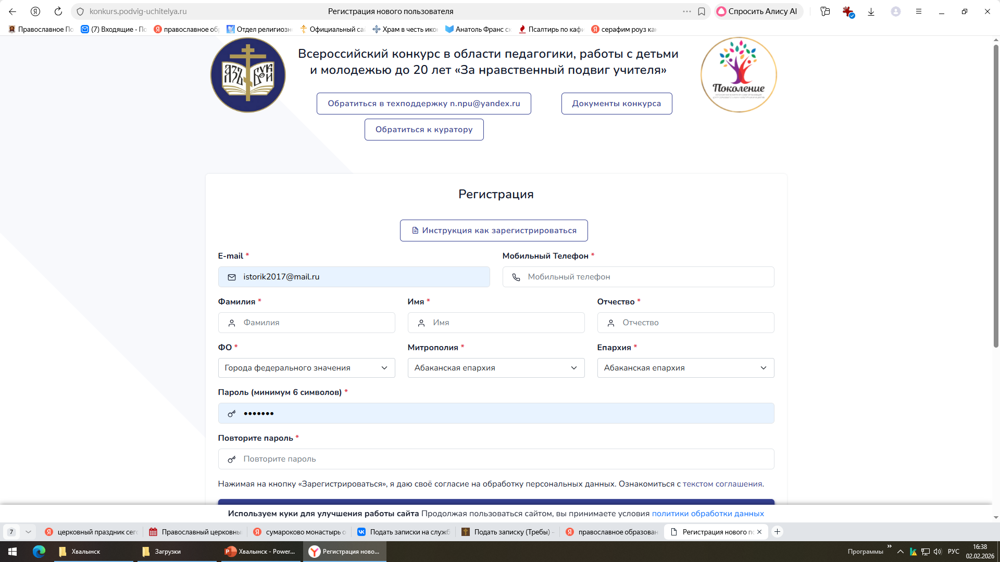 konkurs.podvig-uchitelya.ru
Регистрация нового пользователя
Спросить Алису AI
Православное По
(7) Входящие - По
православное обр
Отдел религиозн
Официальный сай
Храм в честь икон
Анатоль Франс ск
Псалтирь по кафи
серафим роуз кан
АЗЪ БУКИ
Всероссийский конкурс в области педагогики, работы с детьми
и молодежью до 20 лет «За нравственный подвиг учителя»
Поколение
Обратиться в техподдержку n.npu@yandex.ru
Документы конкурса
Обратиться к куратору
Регистрация
Инструкция как зарегистрироваться
E-mail *
Мобильный Телефон *
istorik2017@mail.ru
Мобильный телефон
Фамилия *
Имя *
Отчество *
Фамилия
Имя
Отчество
ФО *
Митрополия *
Епархия *
Города федерального значения
Абаканская епархия
Абаканская епархия
Пароль (минимум 6 символов) *
•••••••
Повторите пароль *
Повторите пароль
Нажимая на кнопку «Зарегистрироваться», я даю своё согласие на обработку персональных данных. Ознакомиться с текстом соглашения.
Используем куки для улучшения работы сайта Продолжая пользоваться сайтом, вы принимаете условия политики обработки данных
7
церковный праздник сего
Православный церковны
сумароково монастырь о
Подать записки на служб
Подать записку (Требы) –
православное образован
Регистрация нового по
Хвалынск
Загрузки
Хвалынск - Power...
Регистрация ново...
Программы
РУС
16:38
02.02.2026